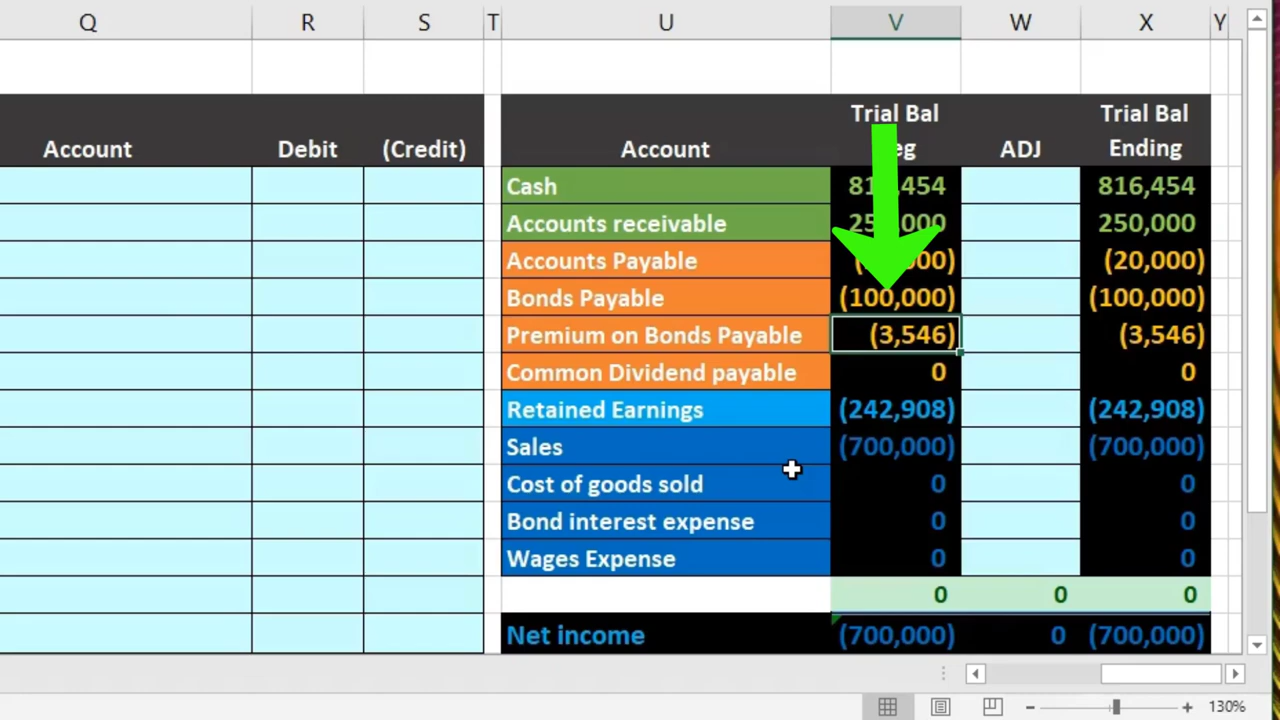 Q R S T U V W X Y
Account Debit (Credit) Account Trial Bal ADJ Trial Bal Ending
Cash 816,454
Accounts receivable 250,000
Accounts Payable (20,000)
Bonds Payable (100,000) (100,000)
Premium on Bonds Payable (3,546) (3,546)
Common Dividend payable 0 0
Retained Earnings (242,908) (242,908)
Sales (700,000) (700,000)
Cost of goods sold 0 0
Bond interest expense 0 0
Wages Expense 0 0
0 0 0
Net income (700,000) 0 (700,000)
130%